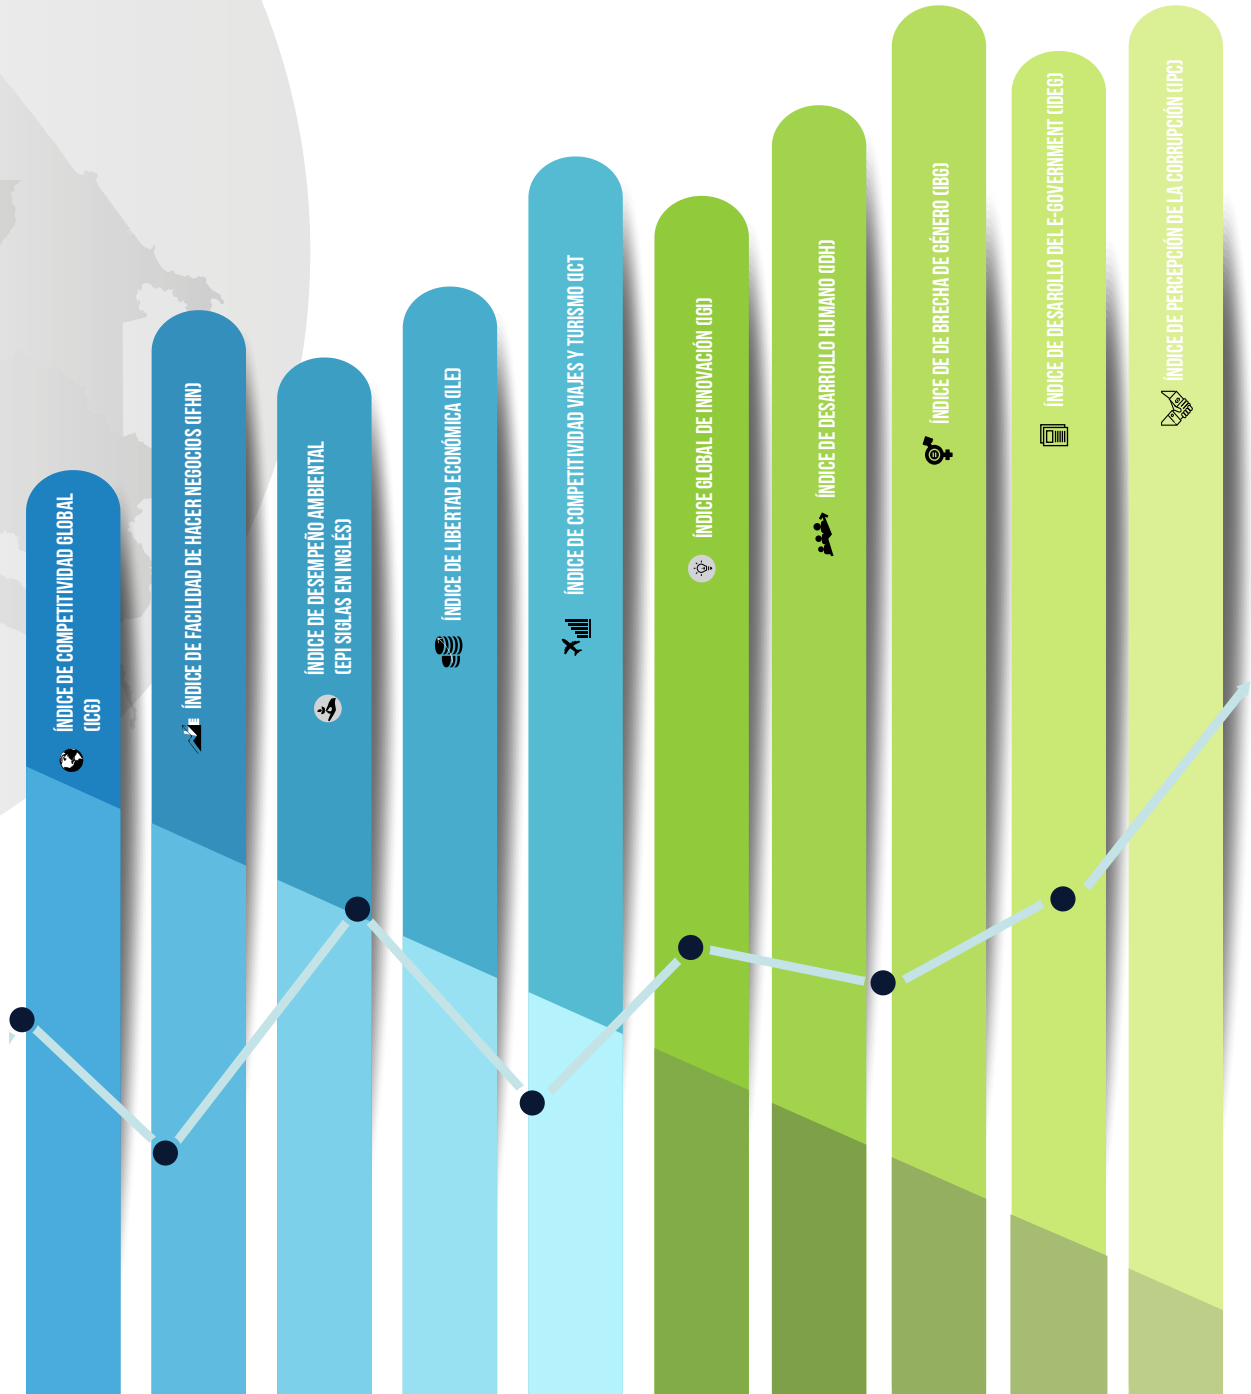 ÍNDICE DE COMPETITIVIDAD GLOBAL
(ICG)
ÍNDICE DE FACILIDAD DE HACER NEGOCIOS (IFHN)
ÍNDICE DE DESEMPEÑO AMBIENTAL
(EPI SIGLAS EN INGLÉS)
ÍNDICE DE LIBERTAD ECONÓMICA (ILE)
ÍNDICE DE COMPETITIVIDAD VIAJES Y TURISMO (ICT
ÍNDICE GLOBAL DE INNOVACIÓN (IGI)
ÍNDICE DE DESARROLLO HUMANO (IDH)
ÍNDICE DE DE BRECHA DE GÉNERO (IBG)
ÍNDICE DE DESAROLLO DEL E-GOVERNMENT (IDEG)
ÍNDICE DE PERCEPCIÓN DE LA CORRUPCIÓN (IPC)